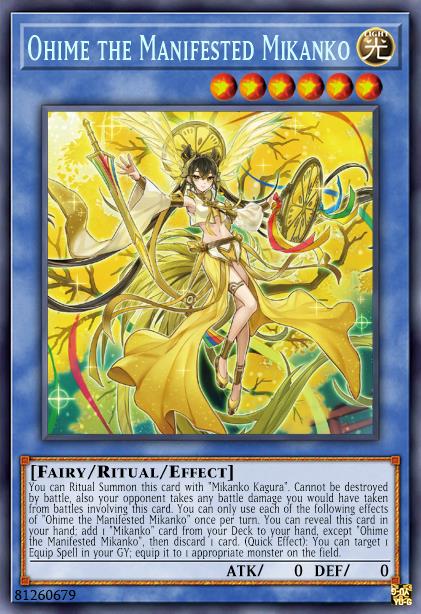 OHIME THE MANIFESTED MIKANKO
LIGHT
光
[FAIRY/RITUAL/EFFECT]
You can Ritual Summon this card with "Mikanko Kagura". Cannot be destroyed
by battle, also your opponent takes any battle damage you would have taken
from battles involving this card. You can only use each of the following effects
of "Ohime the Manifested Mikanko" once per turn. You can reveal this card in
your hand; add 1 "Mikanko" card from your Deck to your hand, except "Ohime
the Manifested Mikanko", then discard 1 card. (Quick Effect): You can target 1
Equip Spell in your GY; equip it to 1 appropriate monster on the field.
ATK/ 0 DEF/ 0
81260679